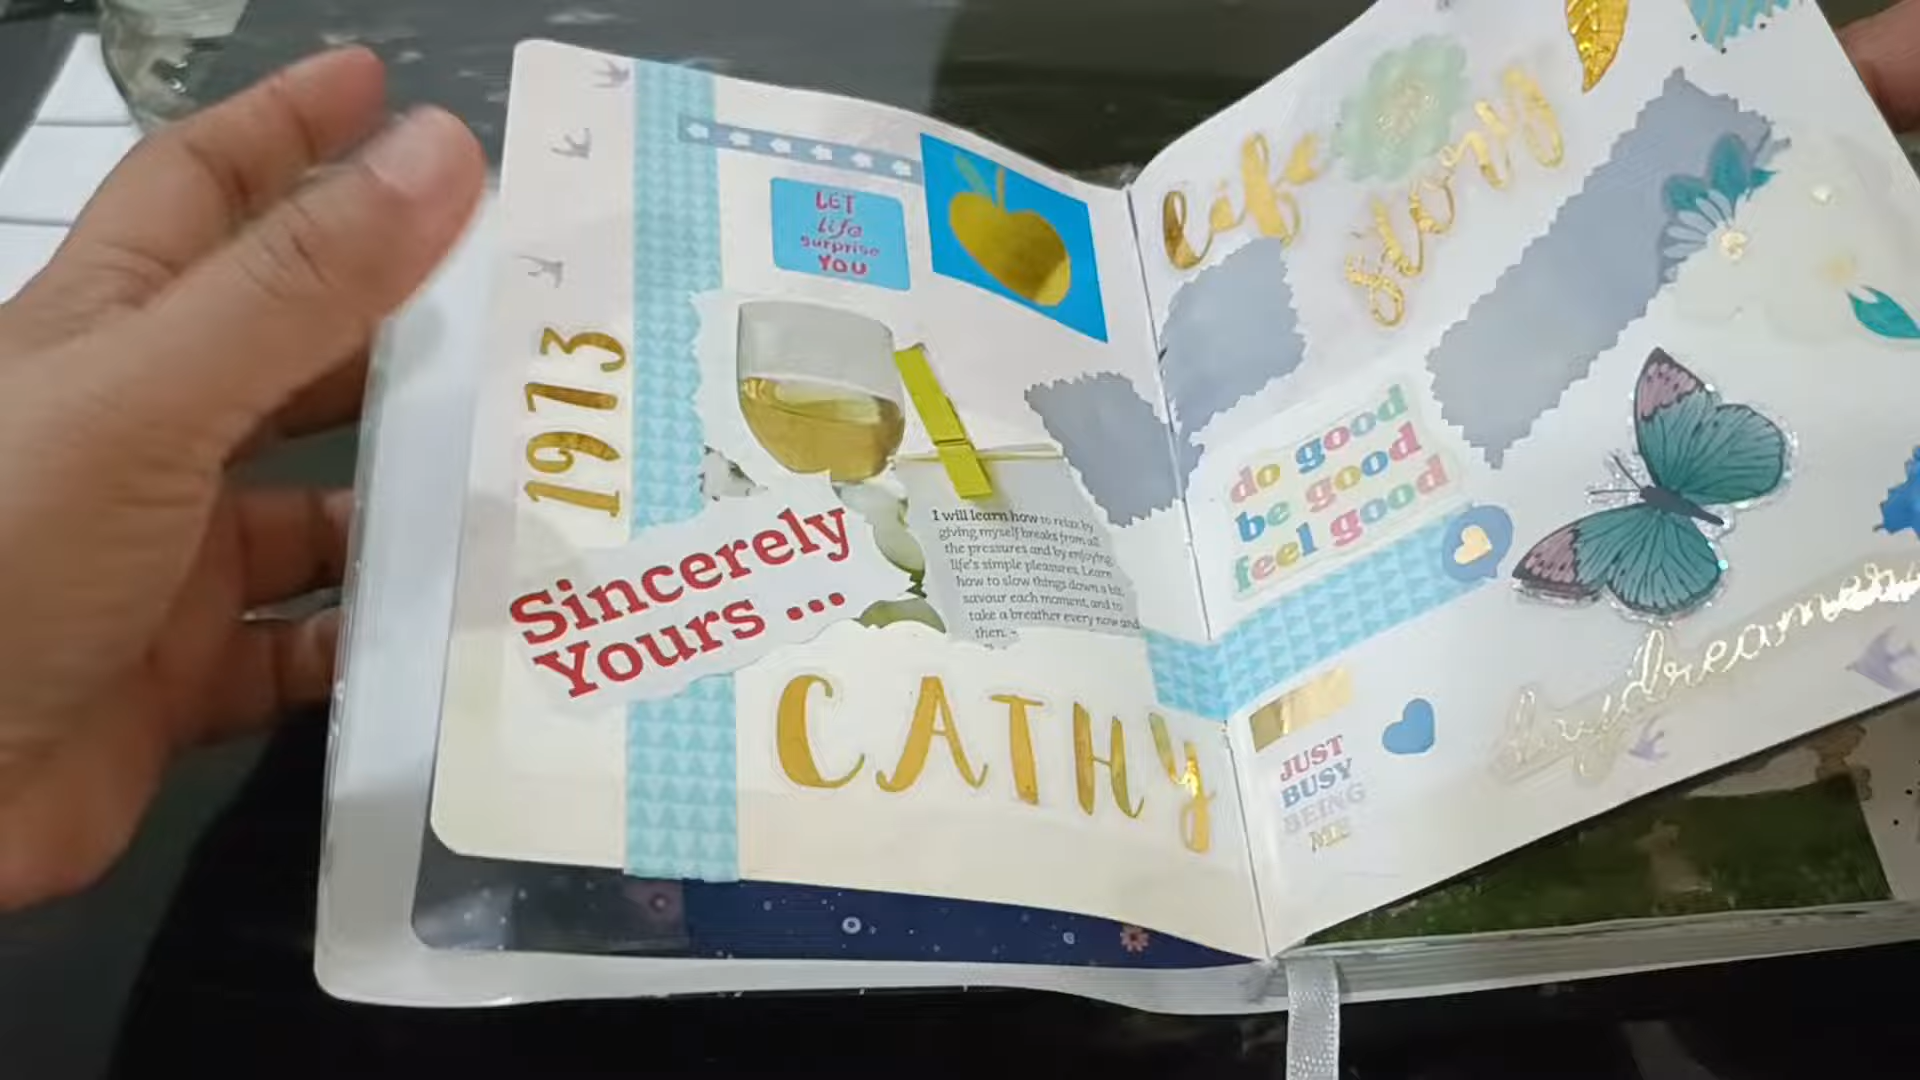 1973
LET
life
surprise
YOU
I will learn how to relax by
giving myself breaks from all
the pressures and by enjoying
life's simple pleasures. Learn
how to slow things down a bit,
savour each moment, and to
take a breather every now and
then. ~
Sincerely
Yours ...
CATHY
life
story
do good
be good
feel good
JUST
BUSY
BEING
ME
daydreamer